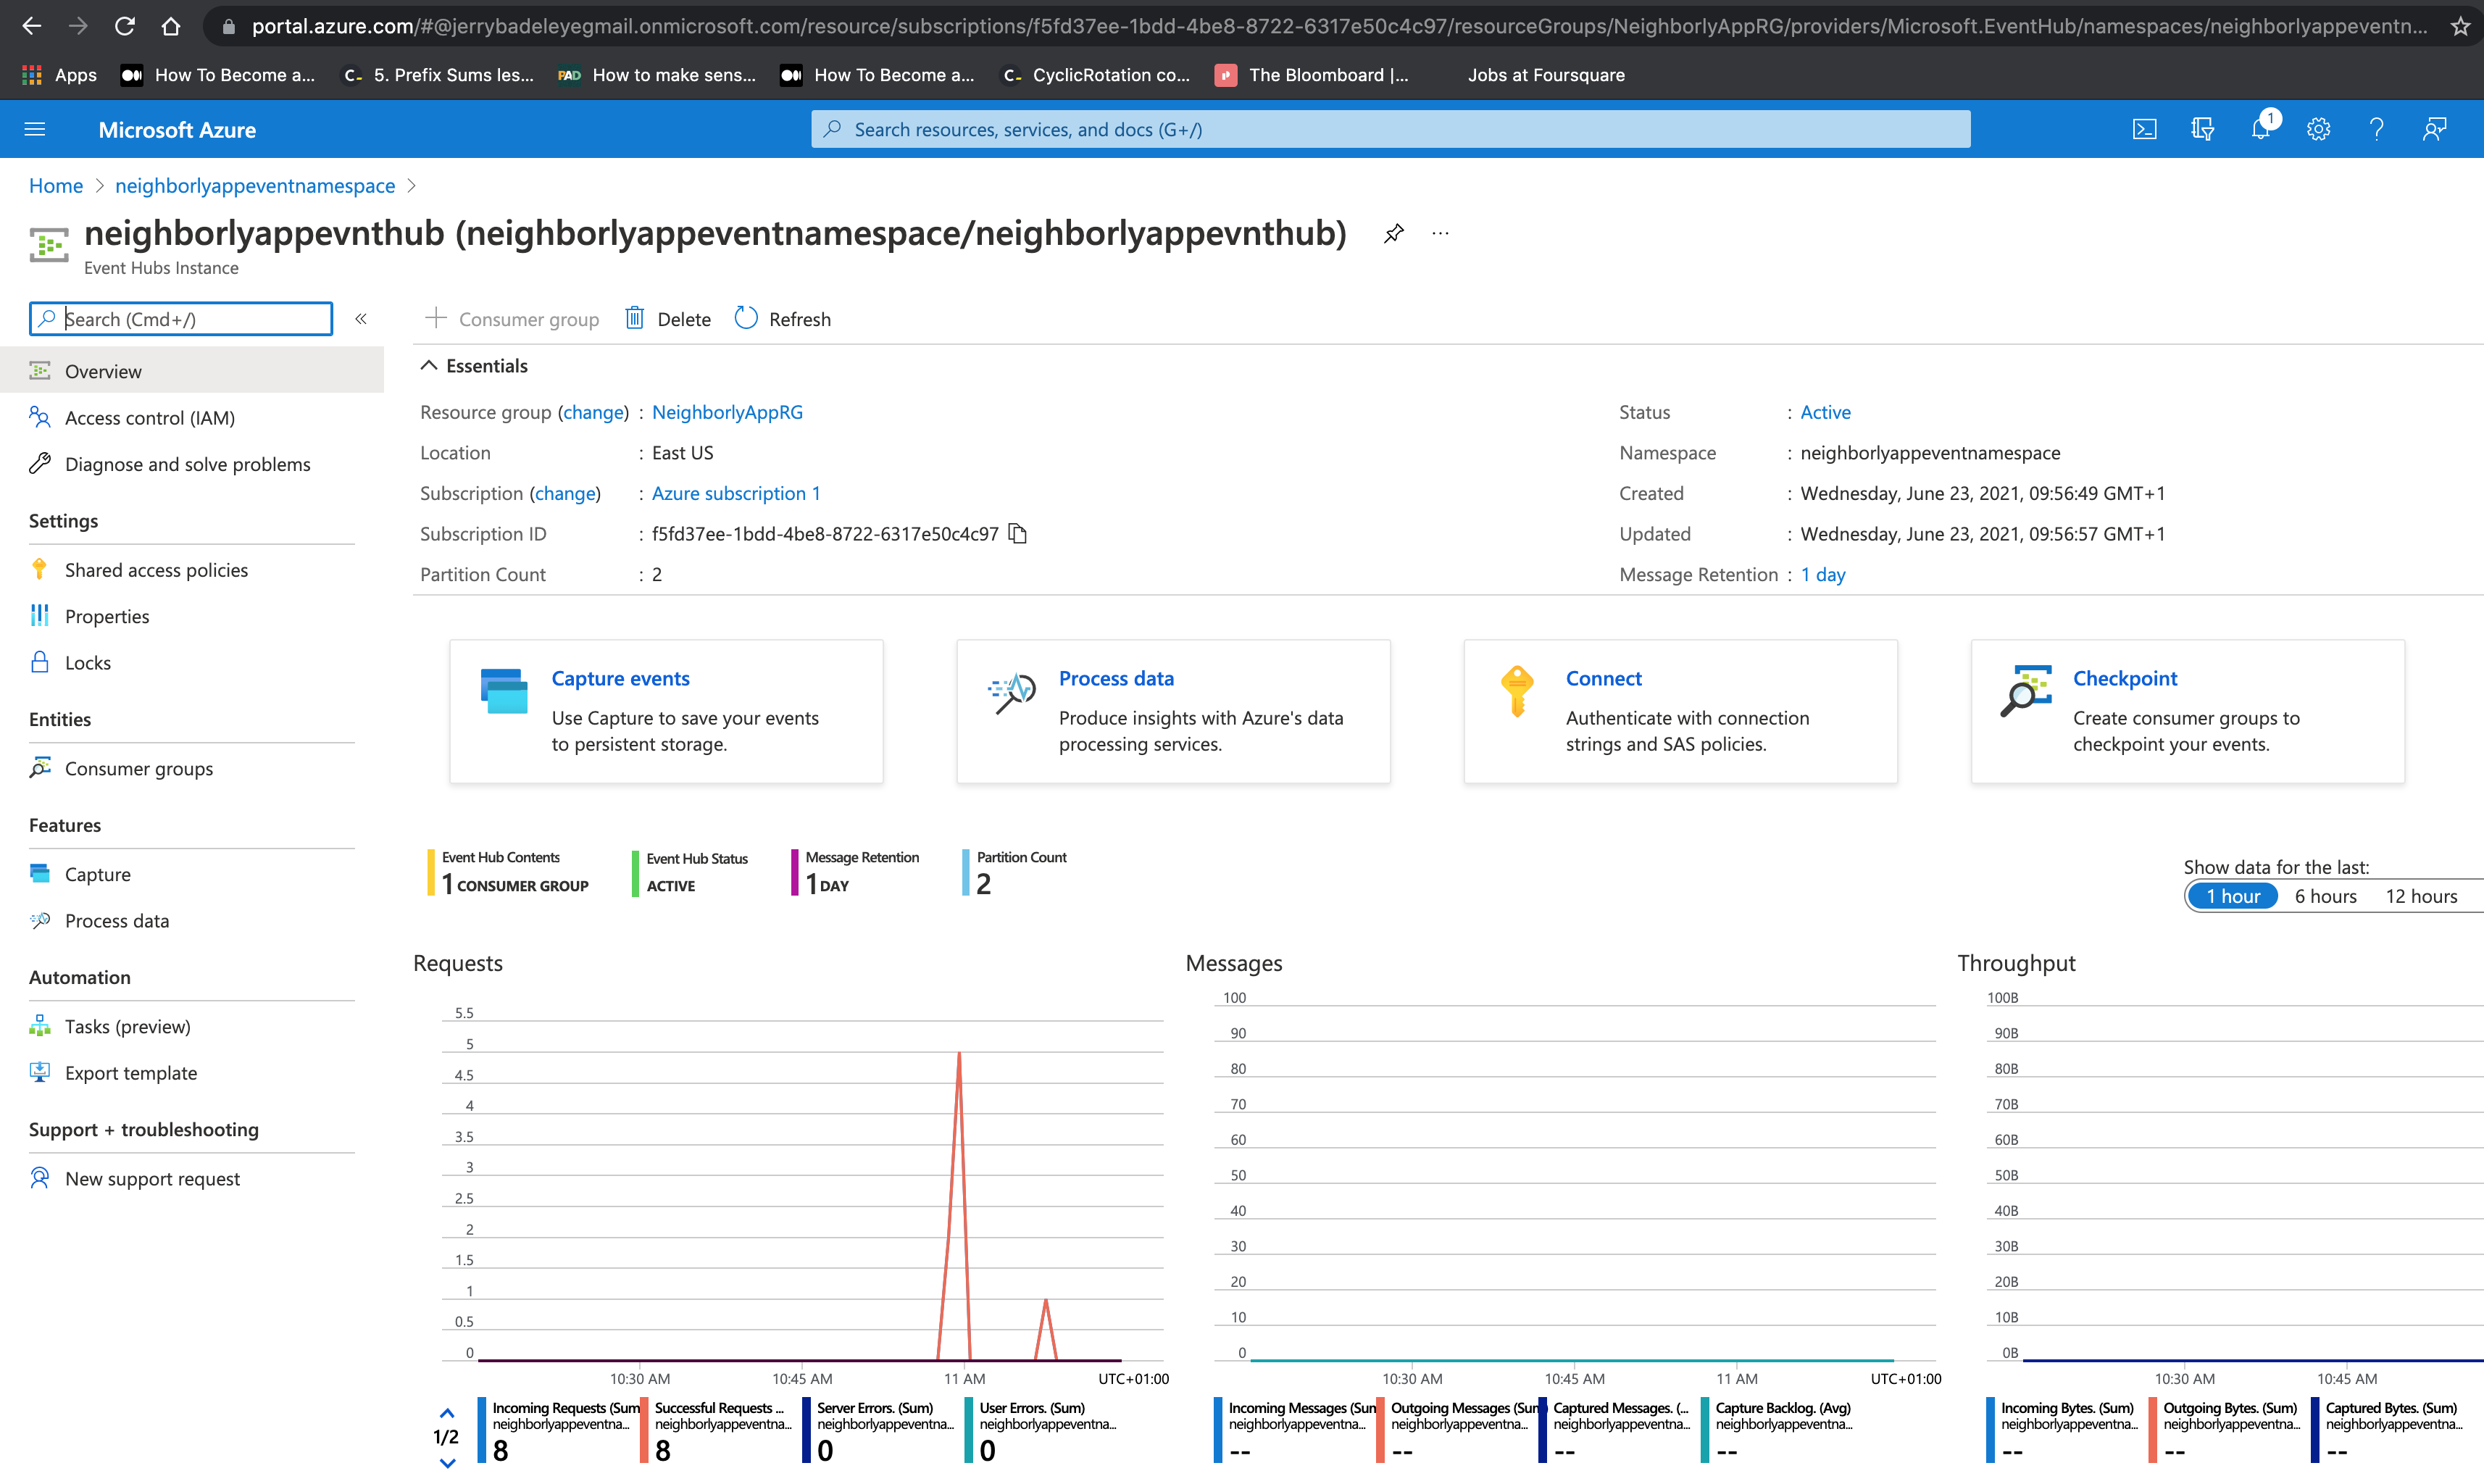 portal.azure.com/#@jerrybadeleyegmail.onmicrosoft.com/resource/subscriptions/f5fd37ee-1bdd-4be8-8722-6317e50c4c97/resourceGroups/NeighborlyAppRG/providers/Microsoft.EventHub/namespaces/neighborlyappeventn...
Apps How To Become a... C_ 5. Prefix Sums les... PAD How to make sens... How To Become a... C_ CyclicRotation co... The Bloomboard |... Jobs at Foursquare
Microsoft Azure
Search resources, services, and docs (G+/)
1
Home > neighborlyappeventnamespace >
neighborlyappevnthub (neighborlyappeventnamespace/neighborlyappevnthub) ...
Event Hubs Instance
Search (Cmd+/)
«
Overview
Access control (IAM)
Diagnose and solve problems
Settings
Shared access policies
Properties
Locks
Entities
Consumer groups
Features
Capture
Process data
Automation
Tasks (preview)
Export template
Support + troubleshooting
New support request
Consumer group Delete Refresh
Essentials
Resource group (change) : NeighborlyAppRG
Location : East US
Subscription (change) : Azure subscription 1
Subscription ID : f5fd37ee-1bdd-4be8-8722-6317e50c4c97
Partition Count : 2
Status : Active
Namespace : neighborlyappeventnamespace
Created : Wednesday, June 23, 2021, 09:56:49 GMT+1
Updated : Wednesday, June 23, 2021, 09:56:57 GMT+1
Message Retention : 1 day
Capture events
Use Capture to save your events
to persistent storage.
Process data
Produce insights with Azure's data
processing services.
Connect
Authenticate with connection
strings and SAS policies.
Checkpoint
Create consumer groups to
checkpoint your events.
Event Hub Contents
1 CONSUMER GROUP
Event Hub Status
ACTIVE
Message Retention
1 DAY
Partition Count
2
Show data for the last:
1 hour 6 hours 12 hours
Requests
5.5
5
4.5
4
3.5
3
2.5
2
1.5
1
0.5
0
10:30 AM 10:45 AM 11 AM UTC+01:00
1/2
Incoming Requests (Sum
neighborlyappeventna...
8
Successful Requests ...
neighborlyappeventna...
8
Server Errors. (Sum)
neighborlyappeventna...
0
User Errors. (Sum)
neighborlyappeventna...
0
Messages
100
90
80
70
60
50
40
30
20
10
0
10:30 AM 10:45 AM 11 AM UTC+01:00
Incoming Messages (Sun
neighborlyappeventna...
--
Outgoing Messages (Sun
neighborlyappeventna...
--
Captured Messages. (...
neighborlyappeventna...
--
Capture Backlog. (Avg)
neighborlyappeventna...
--
Throughput
100B
90B
80B
70B
60B
50B
40B
30B
20B
10B
0B
10:30 AM 10:45 AM
Incoming Bytes. (Sum)
neighborlyappeventna...
--
Outgoing Bytes. (Sum)
neighborlyappeventna...
--
Captured Bytes. (Sum)
neighborlyappeventna...
--